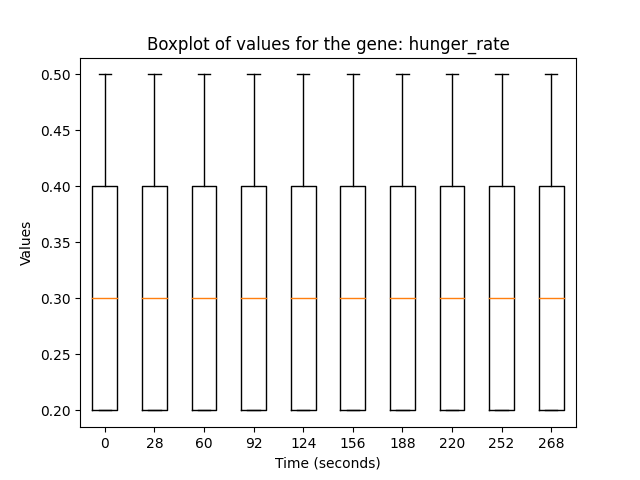 Boxplot of values for the gene: hunger_rate
0.50
0.45
0.40
0.35
0.30
0.25
0.20
Values
0 28 60 92 124 156 188 220 252 268
Time (seconds)